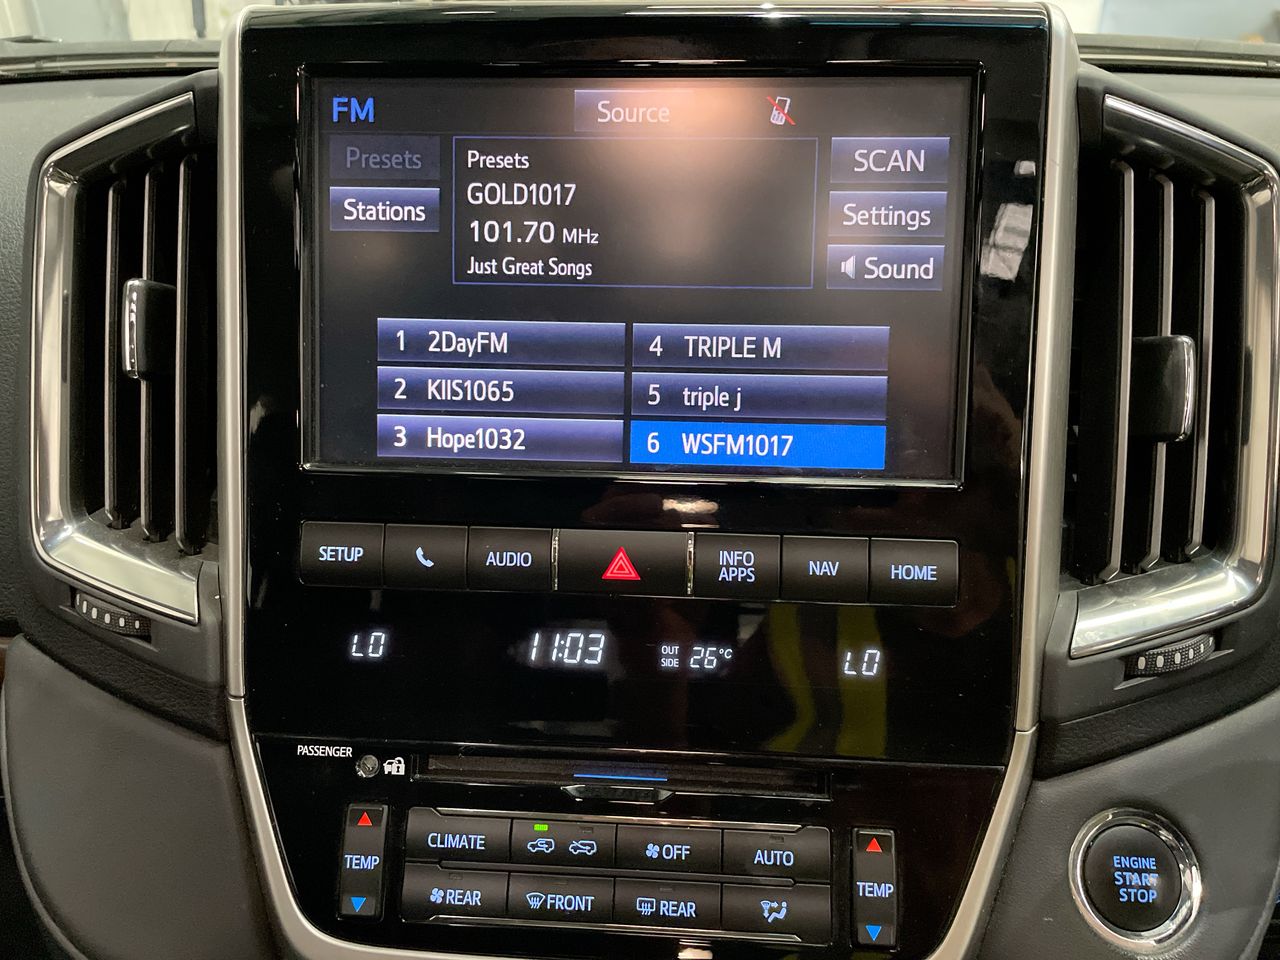 FM
Source
Presets
Stations
Presets
GOLD1017
101.70 MHz
Just Great Songs
SCAN
Settings
Sound
1 2DayFM
2 KIIS1065
3 Hope1032
4 TRIPLE M
5 triple j
6 WSFM1017
SETUP
AUDIO
INFO
APPS
NAV
HOME
LO
11:03
OUT
SIDE
26°C
LO
PASSENGER
TEMP
CLIMATE
OFF
AUTO
REAR
FRONT
REAR
TEMP
ENGINE
START
STOP